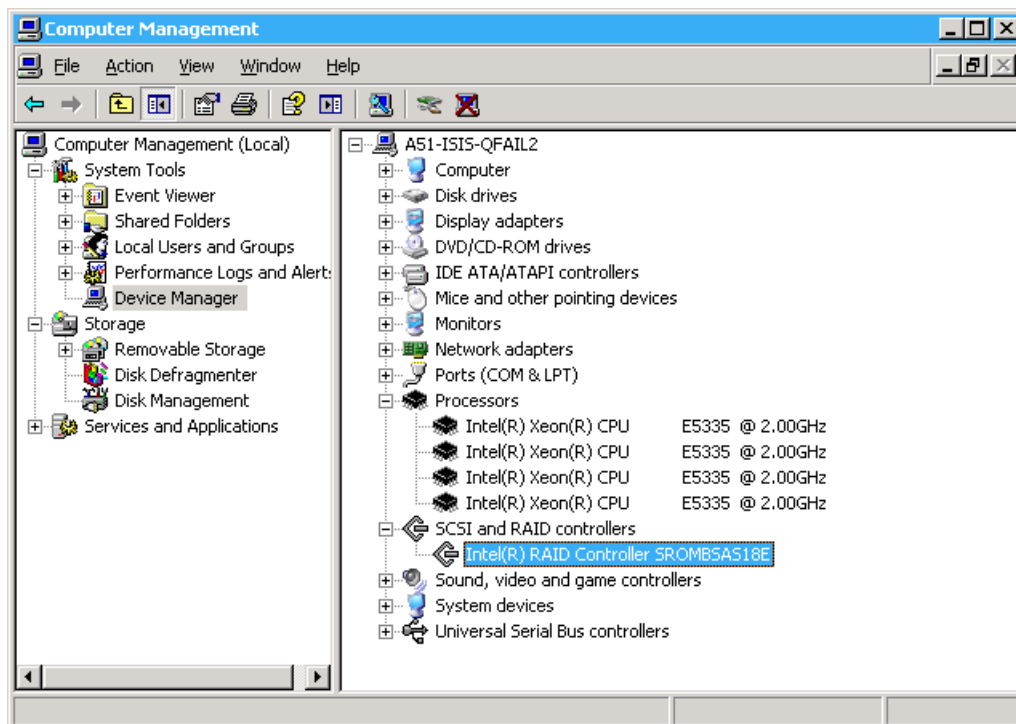 Computer Management
File Action View Window Help
Computer Management (Local)
System Tools
Event Viewer
Shared Folders
Local Users and Groups
Performance Logs and Alert:
Device Manager
Storage
Removable Storage
Disk Defragmenter
Disk Management
Services and Applications
A51-ISIS-QFAIL2
Computer
Disk drives
Display adapters
DVD/CD-ROM drives
IDE ATA/ATAPI controllers
Mice and other pointing devices
Monitors
Network adapters
Ports (COM & LPT)
Processors
Intel(R) Xeon(R) CPU E5335 @ 2.00GHz
Intel(R) Xeon(R) CPU E5335 @ 2.00GHz
Intel(R) Xeon(R) CPU E5335 @ 2.00GHz
Intel(R) Xeon(R) CPU E5335 @ 2.00GHz
SCSI and RAID controllers
Intel(R) RAID Controller SROMBSAS18E
Sound, video and game controllers
System devices
Universal Serial Bus controllers